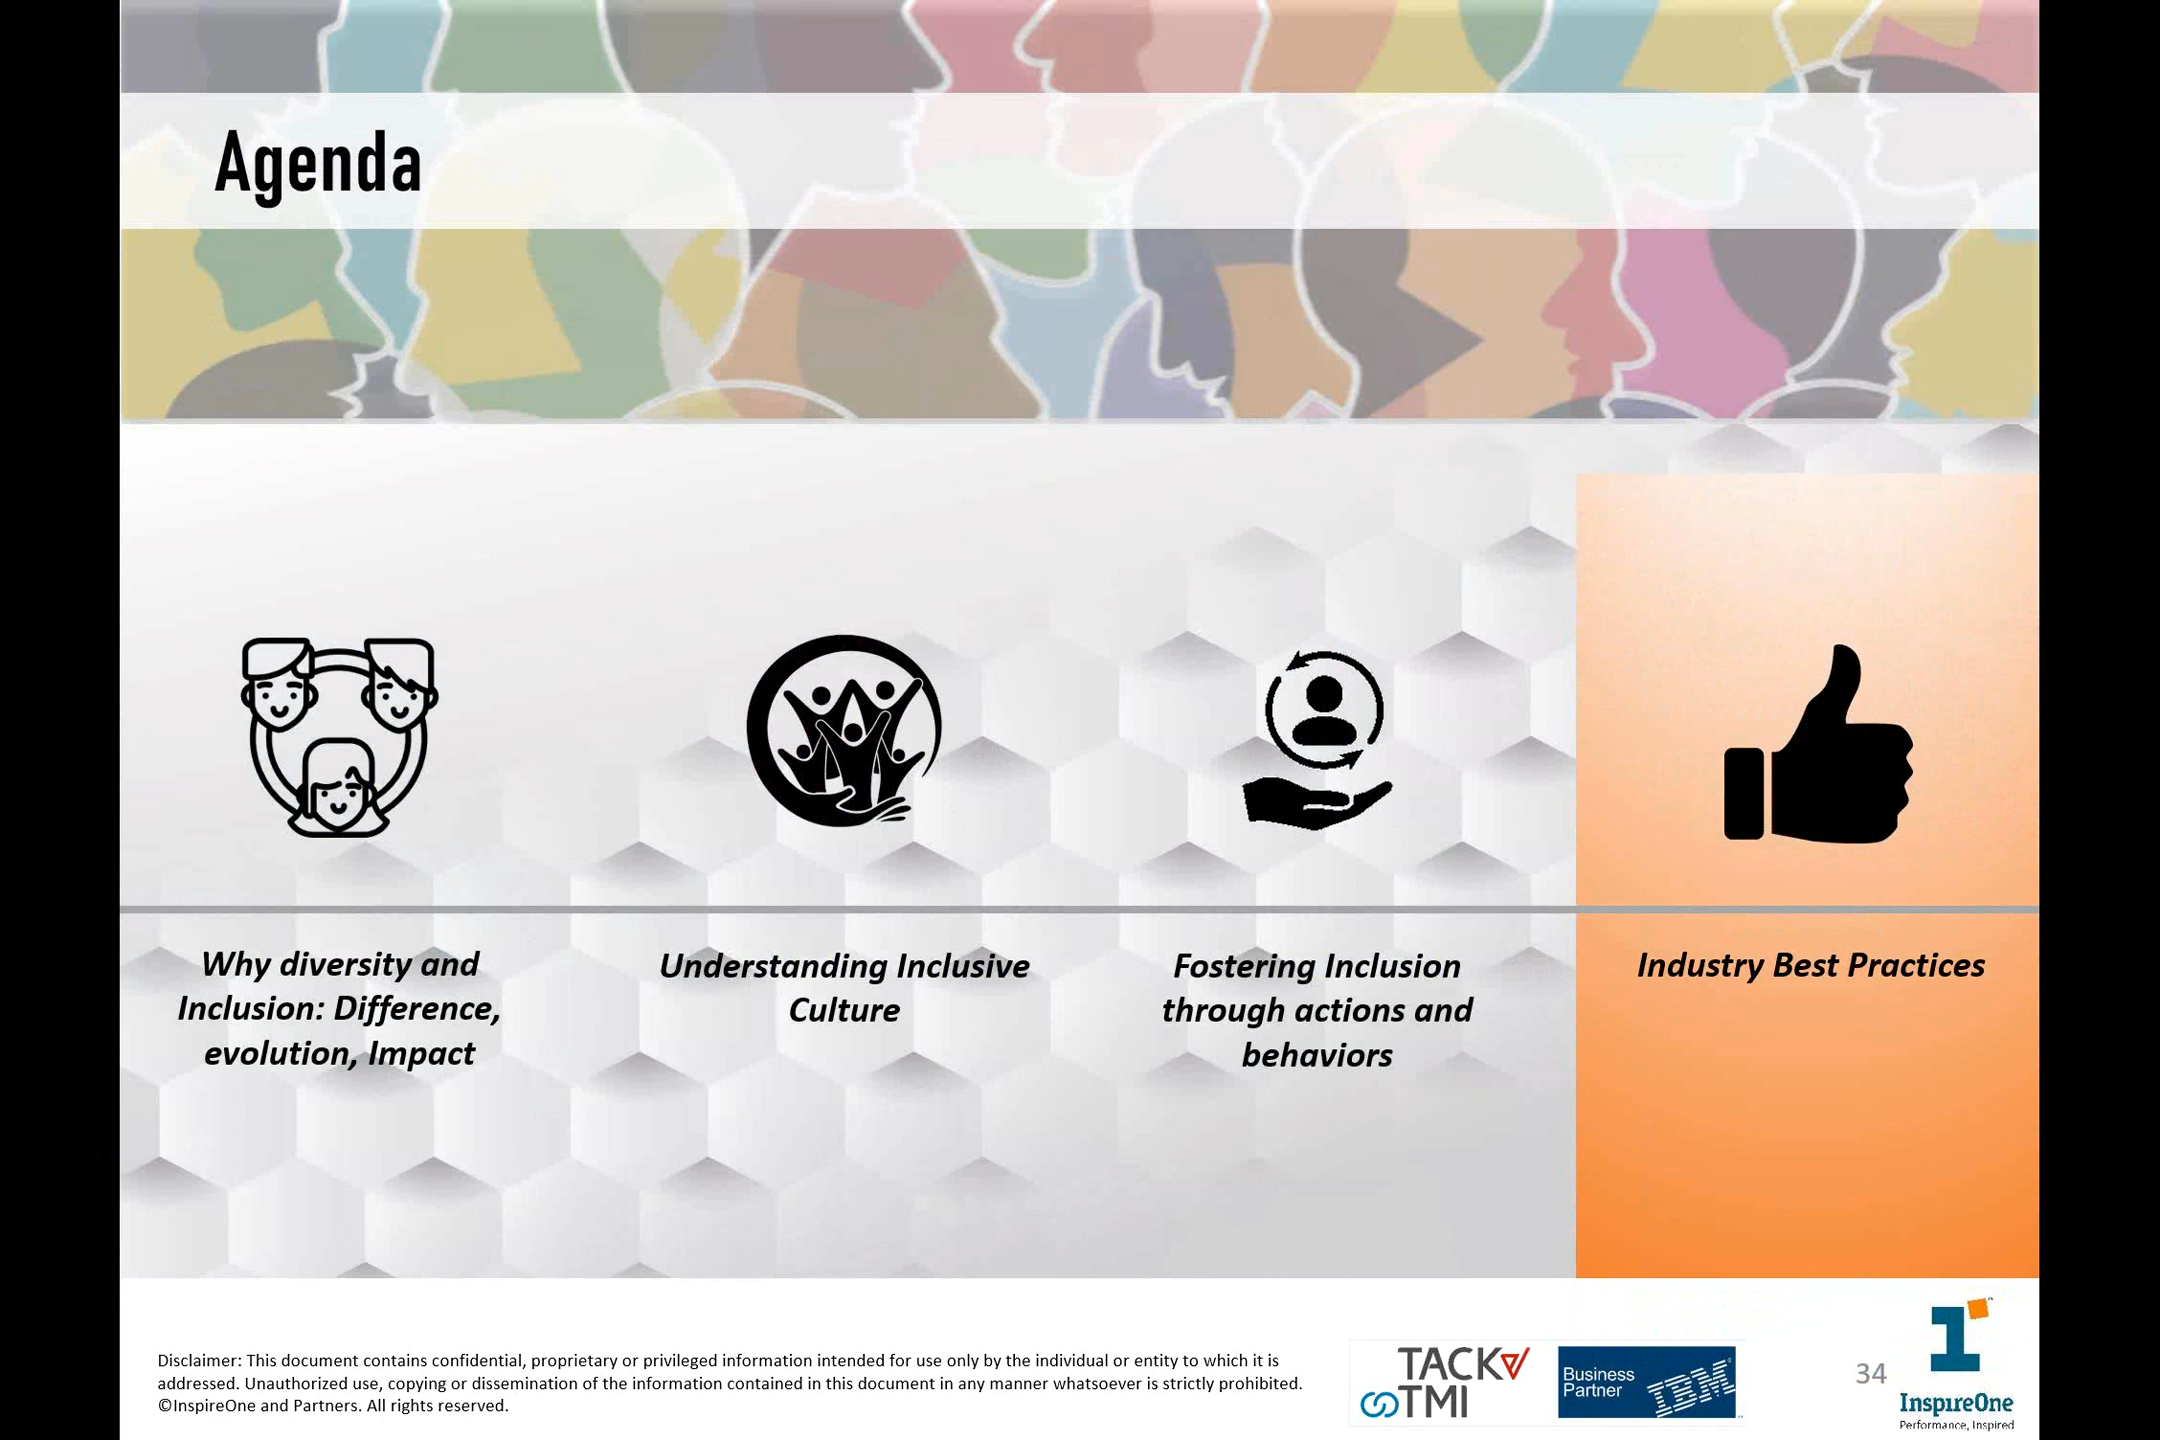 Agenda
Why diversity and
Inclusion: Difference,
evolution, Impact
Understanding Inclusive
Culture
Fostering Inclusion
through actions and
behaviors
Industry Best Practices
Disclaimer: This document contains confidential, proprietary or privileged information intended for use only by the individual or entity to which it is
addressed. Unauthorized use, copying or dissemination of the information contained in this document in any manner whatsoever is strictly prohibited.
©InspireOne and Partners. All rights reserved.
TACK
TMI
Business
Partner
IBM
34
InspireOne
Performance, Inspired